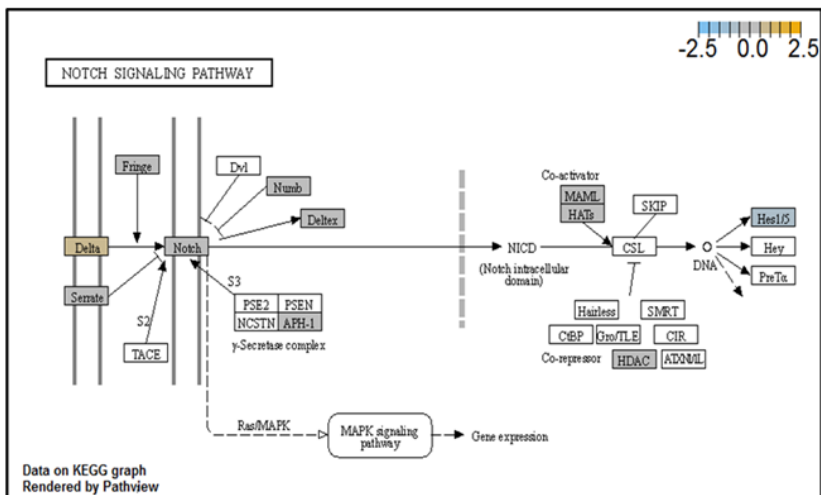 -2.5 0.0 2.5
NOTCH SIGNALING PATHWAY
Fringe
Dvl
Numb
Deltex
Delta
Notch
Serrate
S2
TACE
S3
PSE2 PSEN
NCSTN APH-1
γ-Secretase complex
NICD
(Notch intracellular
domain)
Co-activator
MAML
HATs
SKIP
CSL
DNA
Hes1/5
Hey
PreTα
Hairless SMRT
CtBP Gro/TLE CIR
Co-repressor HDAC ATXN1L
Ras/MAPK
MAPK signaling
pathway
Gene expression
Data on KEGG graph
Rendered by Pathview